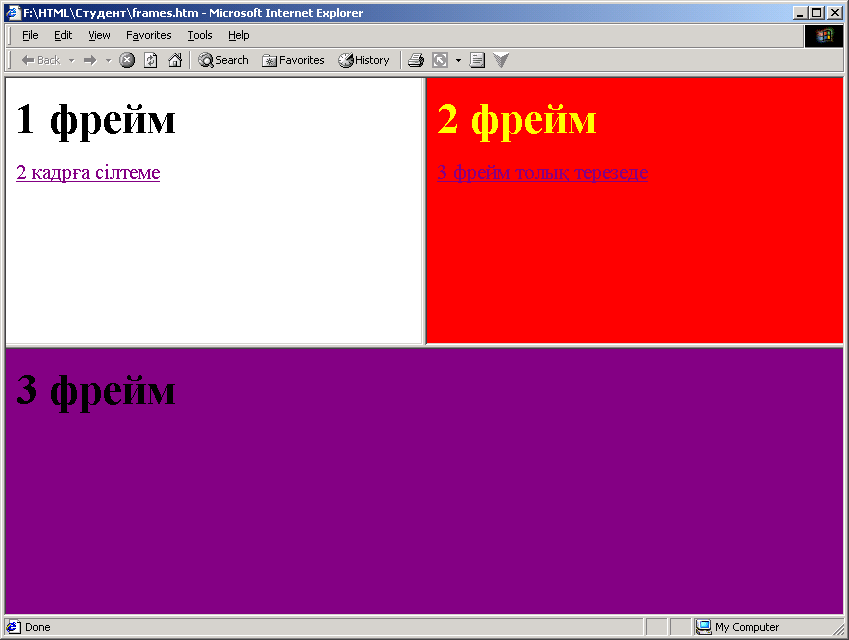 F:\HTML\Студент\frames.htm - Microsoft Internet Explorer
File Edit View Favorites Tools Help
Back Search Favorites History
1 фрейм
2 кадрға сілтеме
2 фрейм
3 фрейм толық терезеде
3 фрейм
Done My Computer